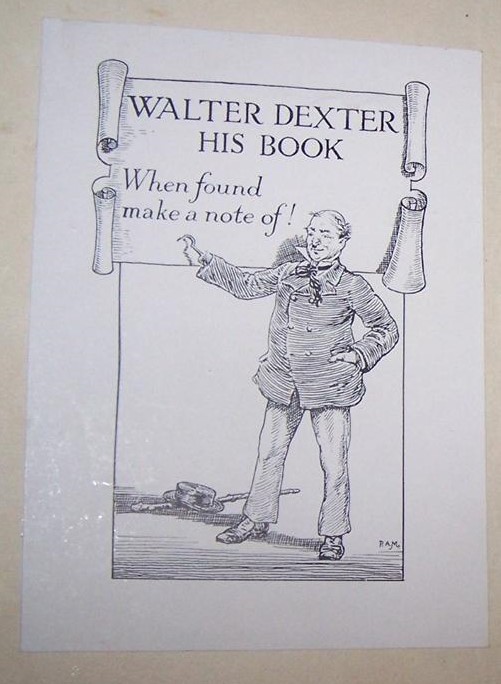 WALTER DEXTER
HIS BOOK
When found
make a note of!
P.A.M.